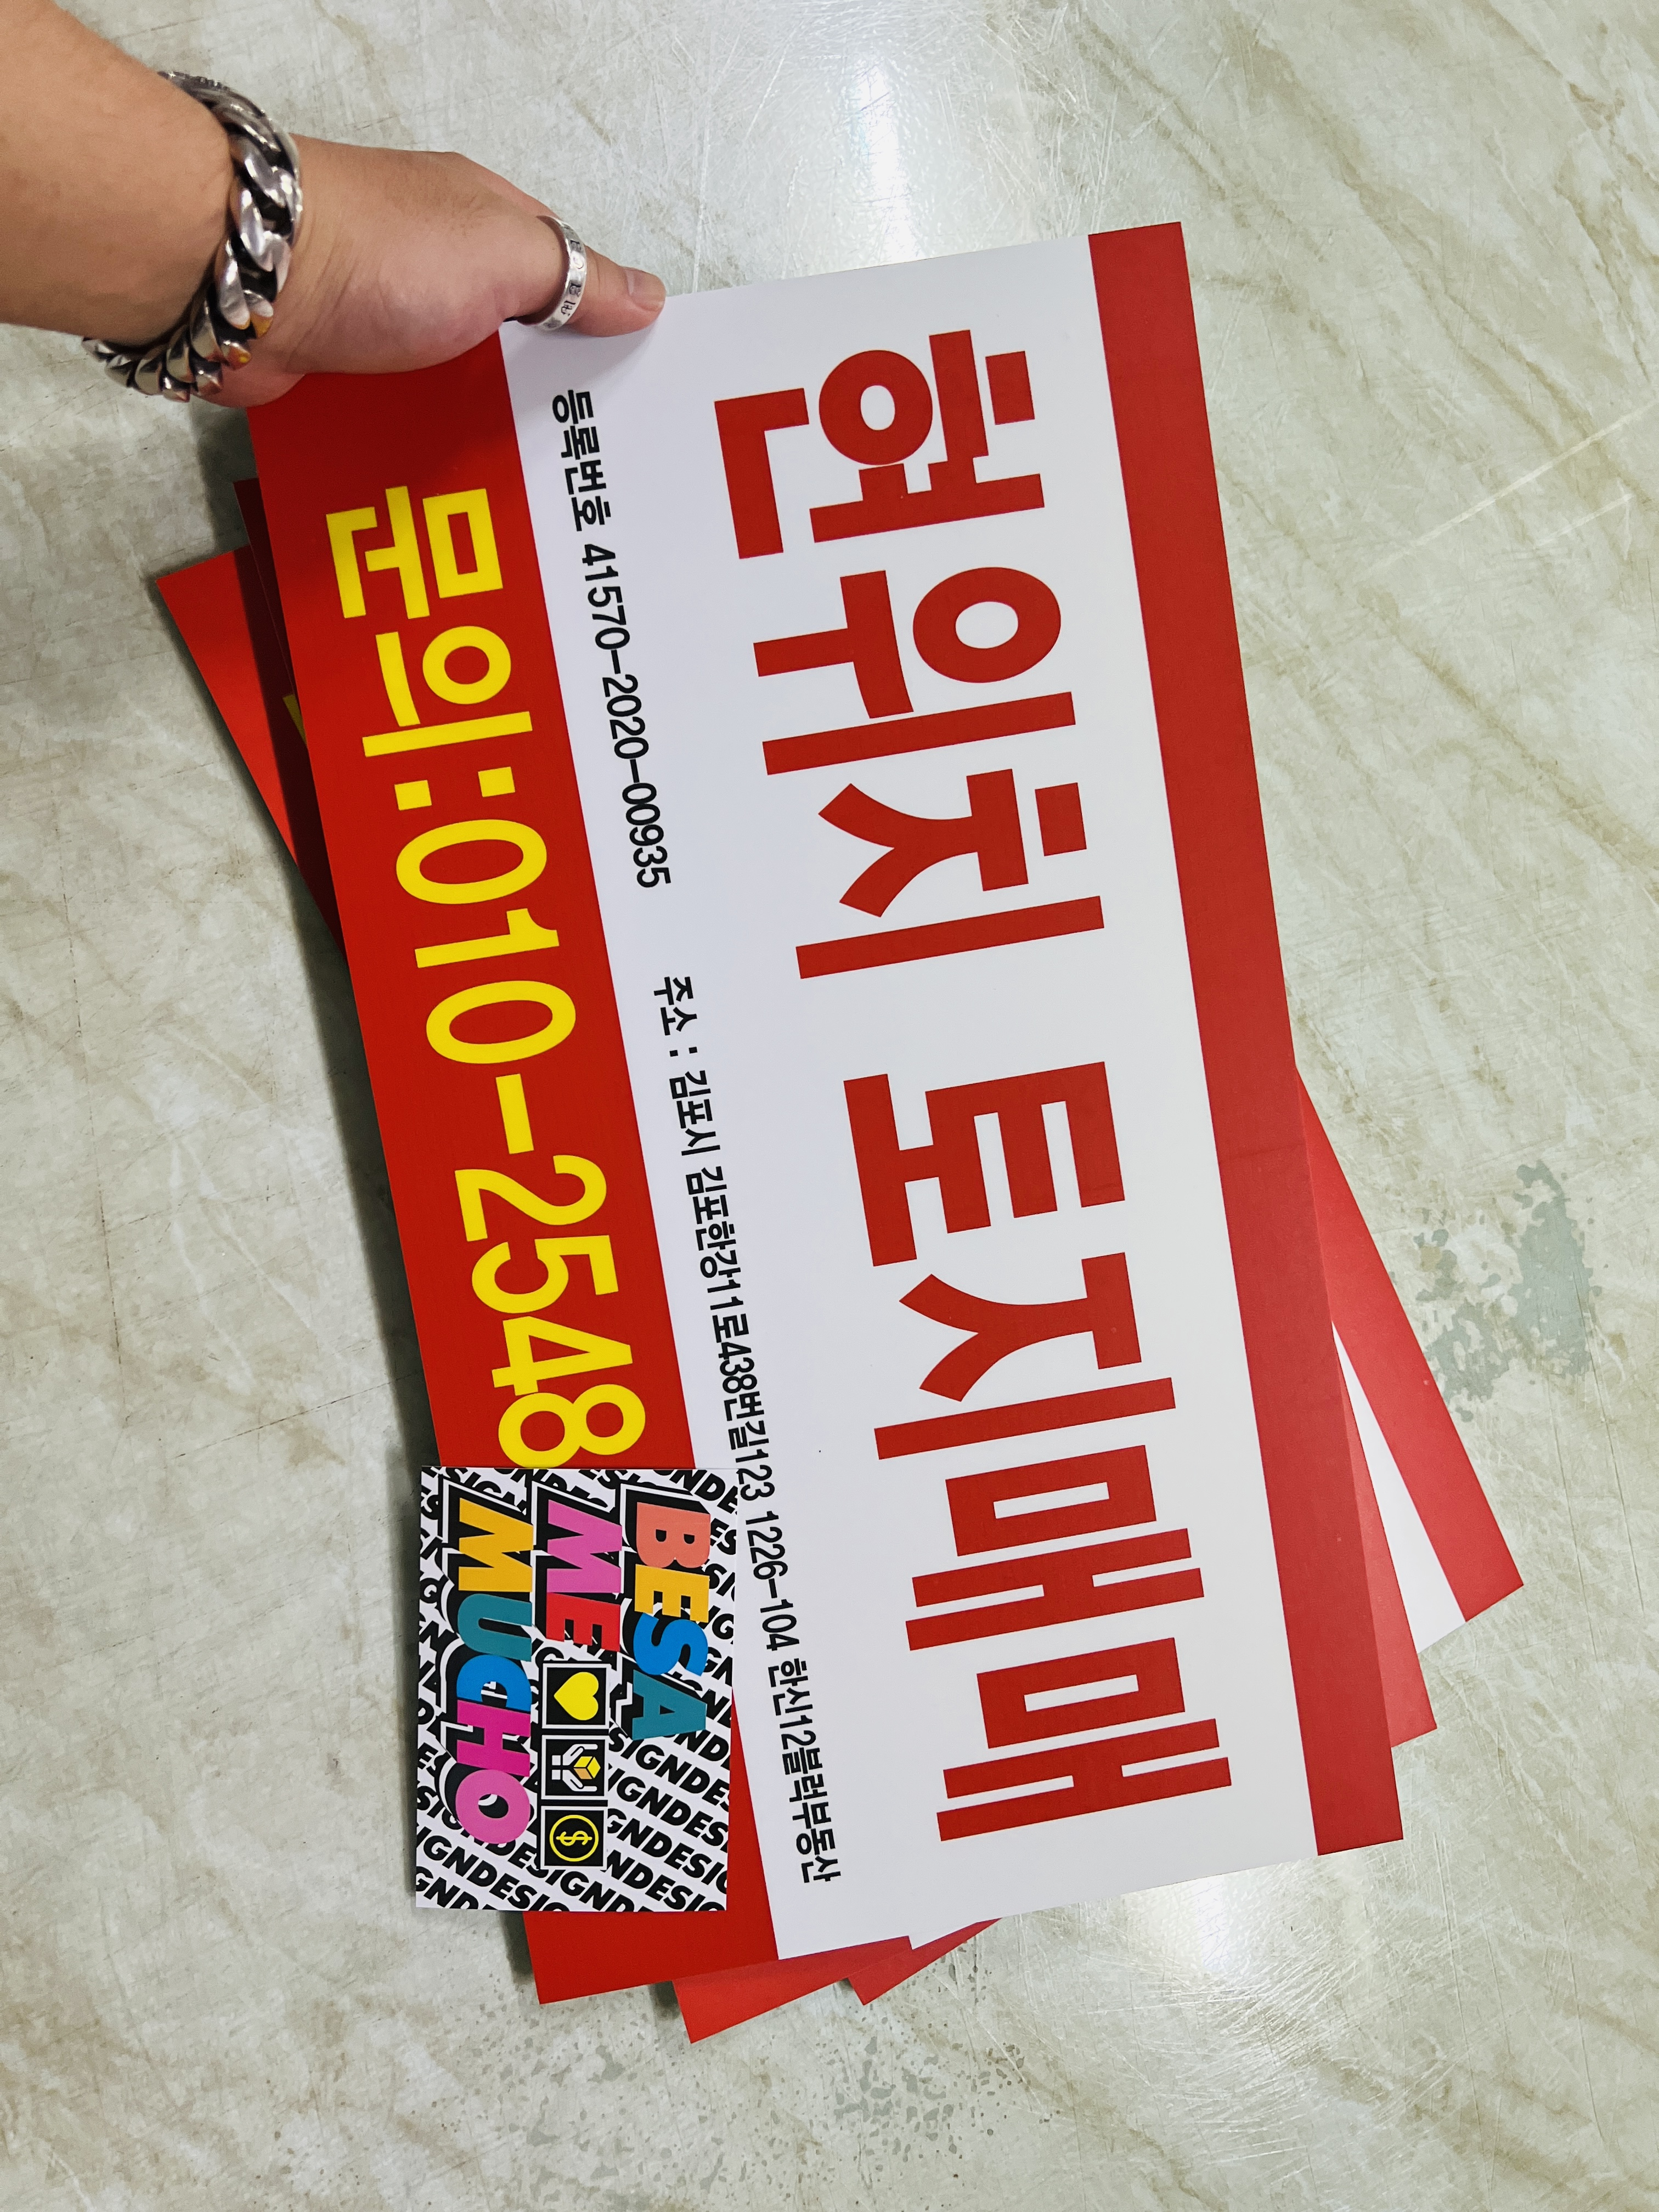 현위치 토지매매
등록번호 41570-2020-00935 주소 : 김포시 김포한강11로438번길123 1226-104 한신12블럭부동산
문의:010-2548
BESA
ME
MUCHO